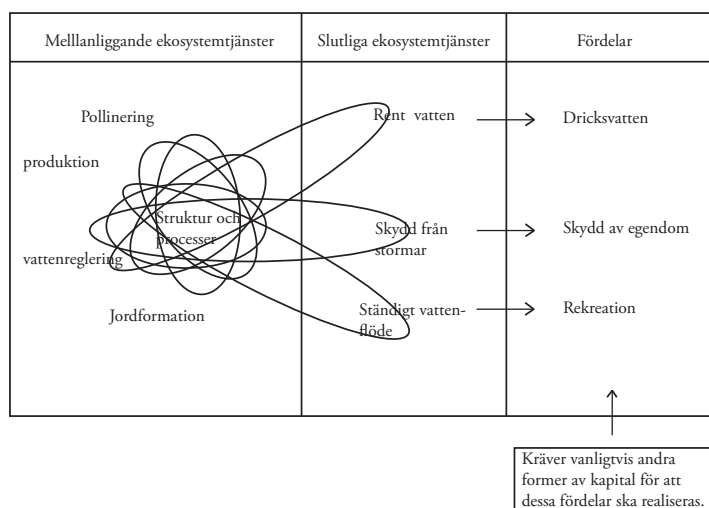 Melllanliggande ekosystemtjänster
Slutliga ekosystemtjänster
Fördelar
Pollinering
produktion
Struktur och
processer
vattenreglering
Jordformation
Rent vatten
Skydd från
stormar
Ständigt vatten-
flöde
Dricksvatten
Skydd av egendom
Rekreation
Kräver vanligtvis andra
former av kapital för att
dessa fördelar ska realiseras.